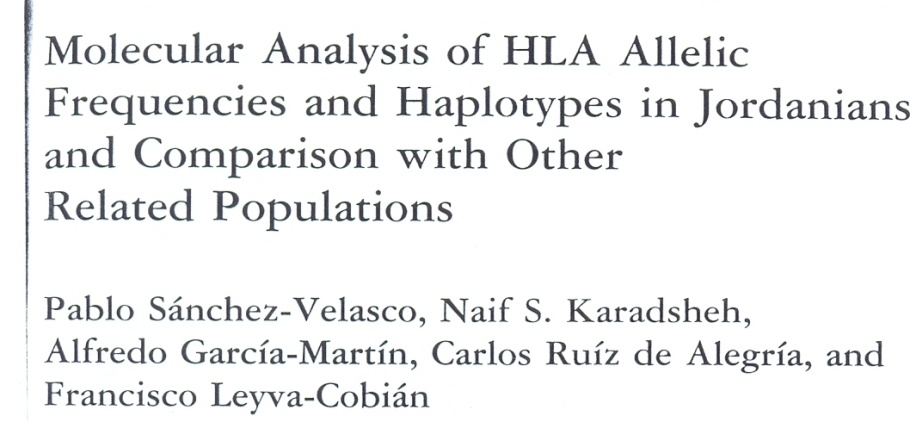 Molecular Analysis of HLA Allelic
Frequencies and Haplotypes in Jordanians
and Comparison with Other
Related Populations
Pablo Sánchez-Velasco, Naif S. Karadsheh,
Alfredo García-Martín, Carlos Ruíz de Alegría, and
Francisco Leyva-Cobián